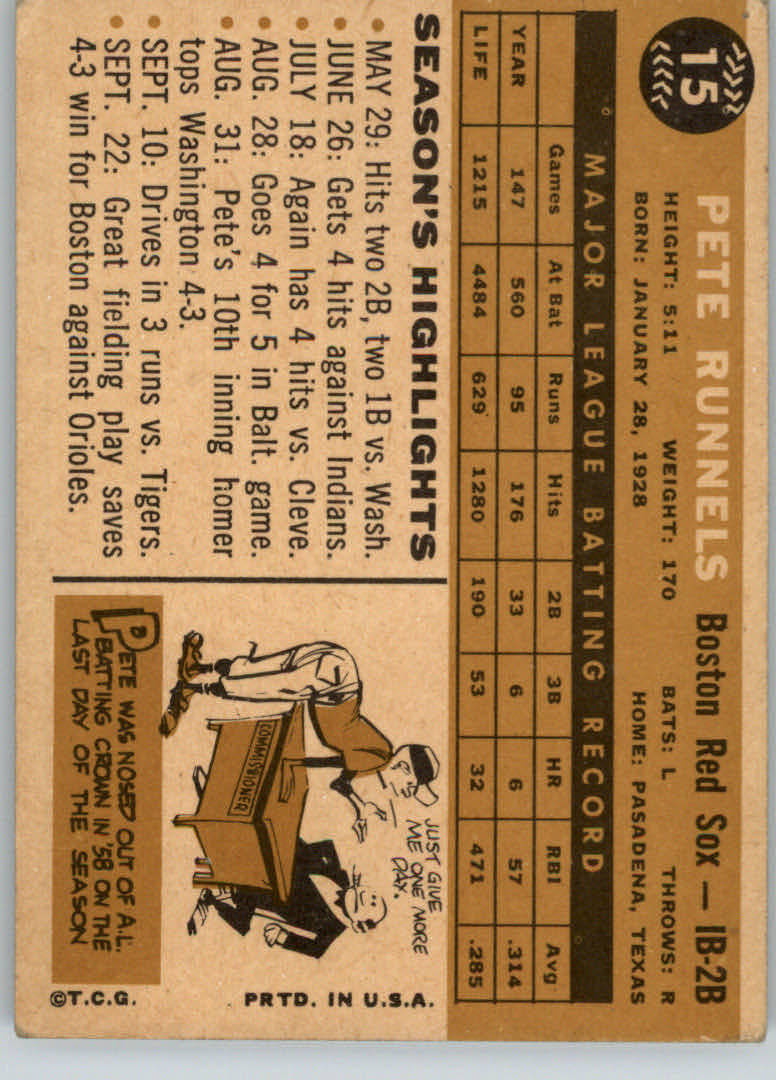 15
PETE RUNNELS Boston Red Sox — 1B-2B
HEIGHT: 5:11 WEIGHT: 170 BATS: L THROWS: R
BORN: JANUARY 28, 1928 HOME: PASADENA, TEXAS
MAJOR LEAGUE BATTING RECORD
Games At Bat Runs Hits 2B 3B HR RBI Avg.
YEAR 147 560 95 176 33 6 6 57 .314
LIFE 1215 4484 629 1280 190 53 32 471 .285
SEASON'S HIGHLIGHTS
• MAY 29: Hits two 2B, two 1B vs. Wash.
• JUNE 26: Gets 4 hits against Indians.
• JULY 18: Again has 4 hits vs. Cleve.
• AUG. 28: Goes 4 for 5 in Balt. game.
• AUG. 31: Pete's 10th inning homer
tops Washington 4-3.
• SEPT. 10: Drives in 3 runs vs. Tigers.
• SEPT. 22: Great fielding play saves
4-3 win for Boston against Orioles.
JUST GIVE
ME ONE MORE
DAY.
COMMISSIONER
PETE WAS NOSED OUT OF A.L.
BATTING CROWN IN '58 ON THE
LAST DAY OF THE SEASON
PRTD. IN U.S.A.
©T.C.G.